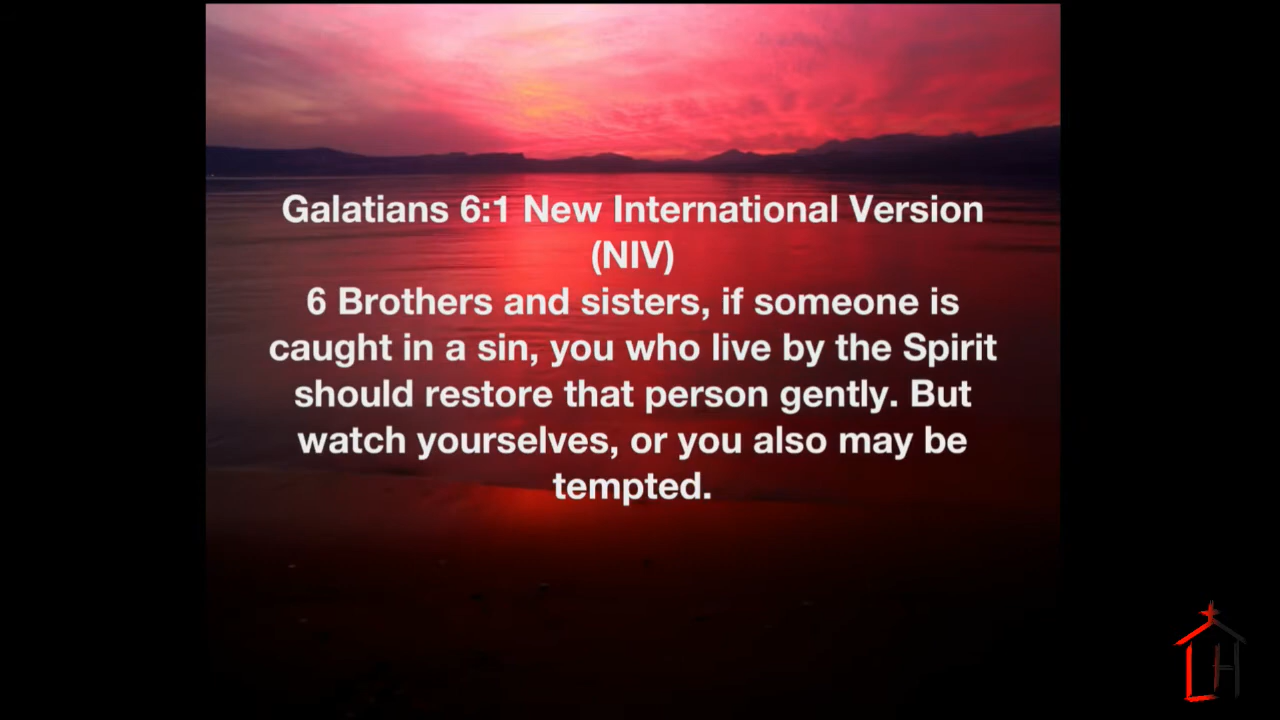 Galatians 6:1 New International Version
(NIV)
6 Brothers and sisters, if someone is
caught in a sin, you who live by the Spirit
should restore that person gently. But
watch yourselves, or you also may be
tempted.
LH